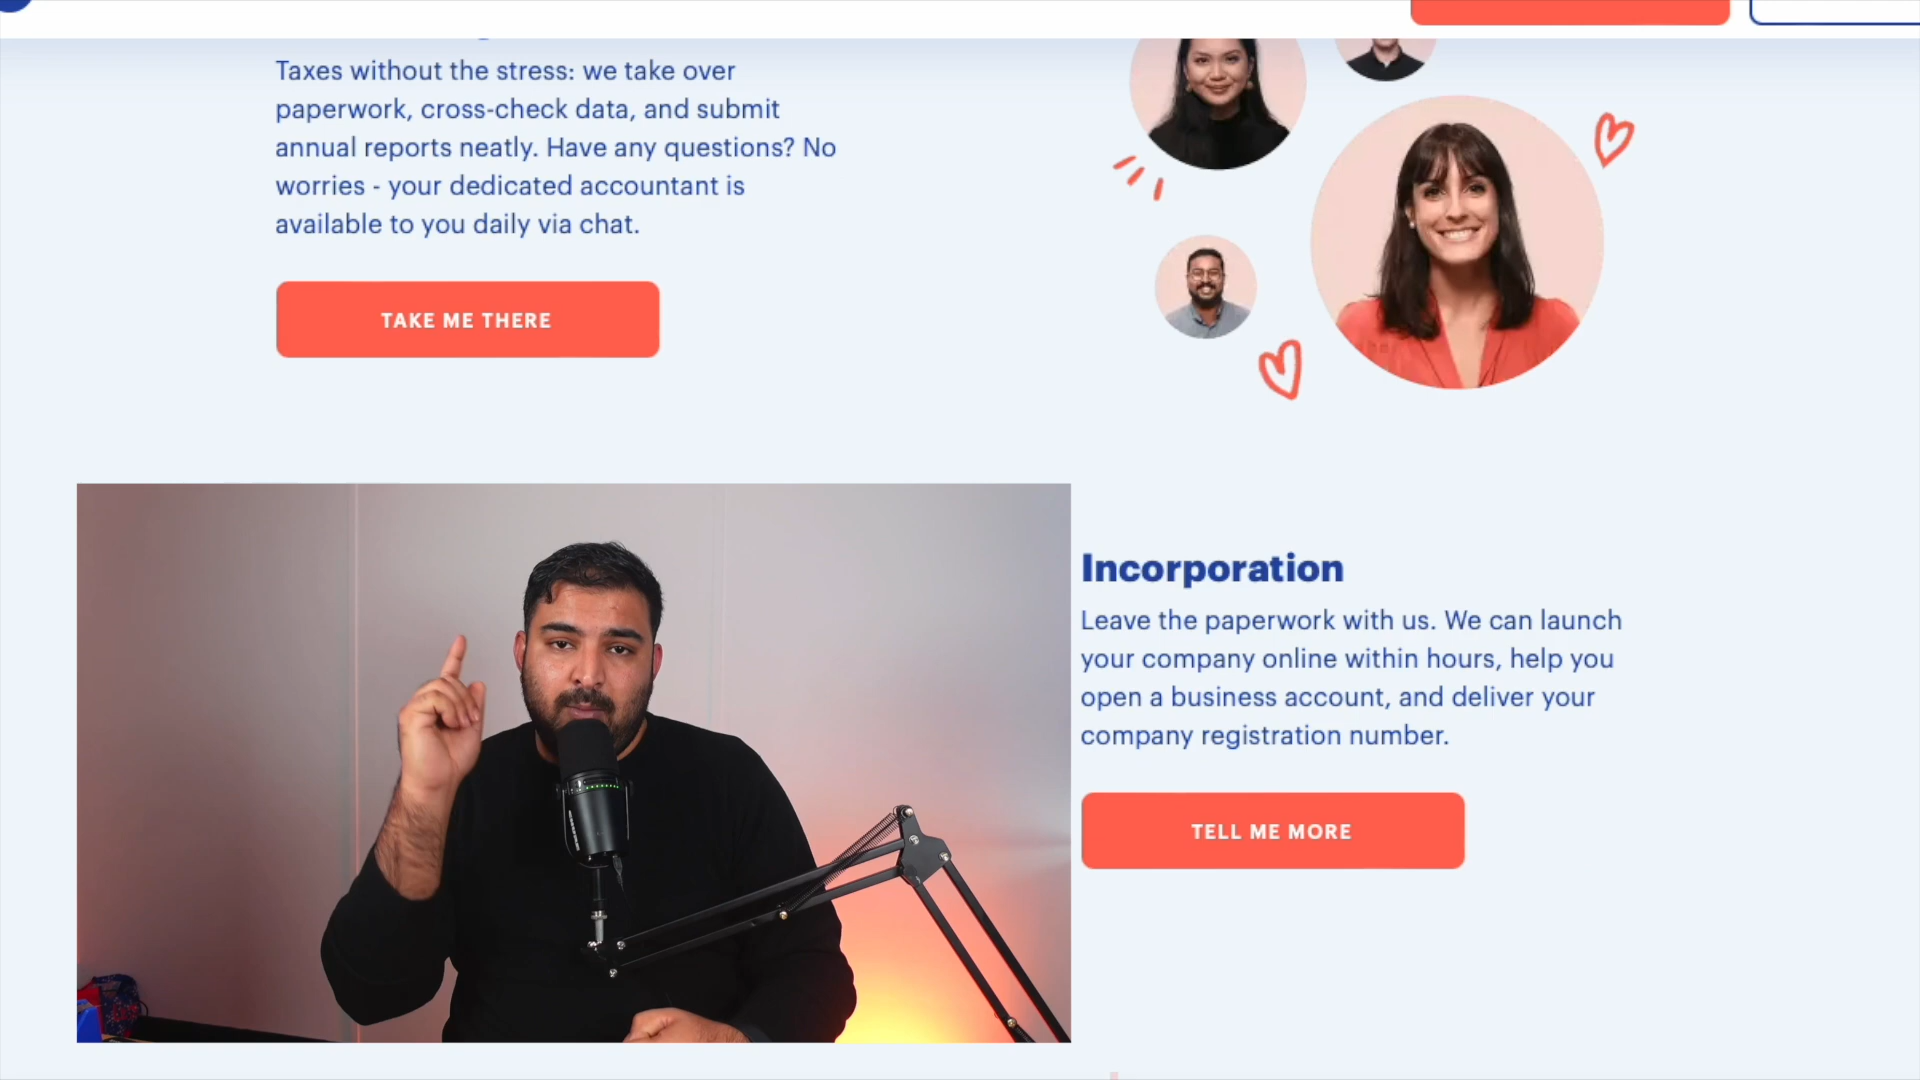 Taxes without the stress: we take over
paperwork, cross-check data, and submit
annual reports neatly. Have any questions? No
worries - your dedicated accountant is
available to you daily via chat.
TAKE ME THERE
Incorporation
Leave the paperwork with us. We can launch
your company online within hours, help you
open a business account, and deliver your
company registration number.
TELL ME MORE